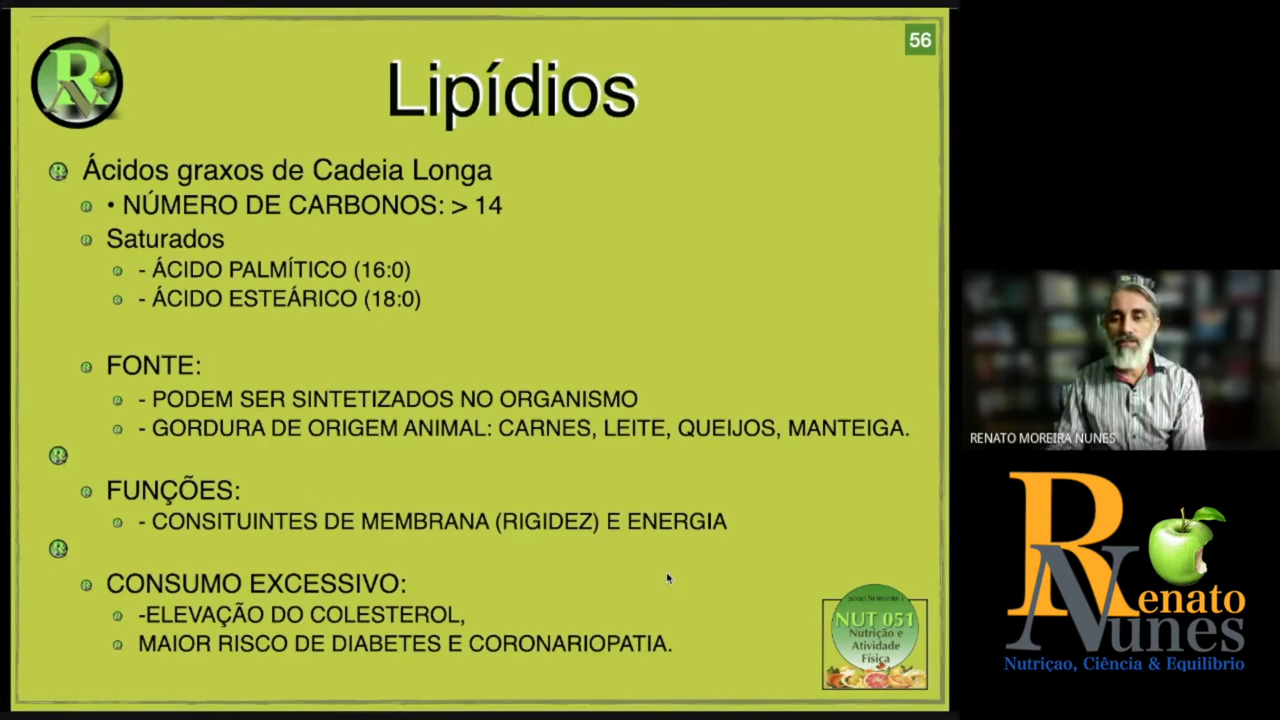 56
Lipídios
Ácidos graxos de Cadeia Longa
• NÚMERO DE CARBONOS: > 14
Saturados
- ÁCIDO PALMÍTICO (16:0)
- ÁCIDO ESTEÁRICO (18:0)
FONTE:
- PODEM SER SINTETIZADOS NO ORGANISMO
- GORDURA DE ORIGEM ANIMAL: CARNES, LEITE, QUEIJOS, MANTEIGA.
FUNÇÕES:
- CONSITUINTES DE MEMBRANA (RIGIDEZ) E ENERGIA
CONSUMO EXCESSIVO:
-ELEVAÇÃO DO COLESTEROL,
MAIOR RISCO DE DIABETES E CORONARIOPATIA.
NUT 051
Nutrição e
Atividade
Física
RENATO MOREIRA NUNES
Renato
Nunes
Nutriçao, Ciência & Equilibrio